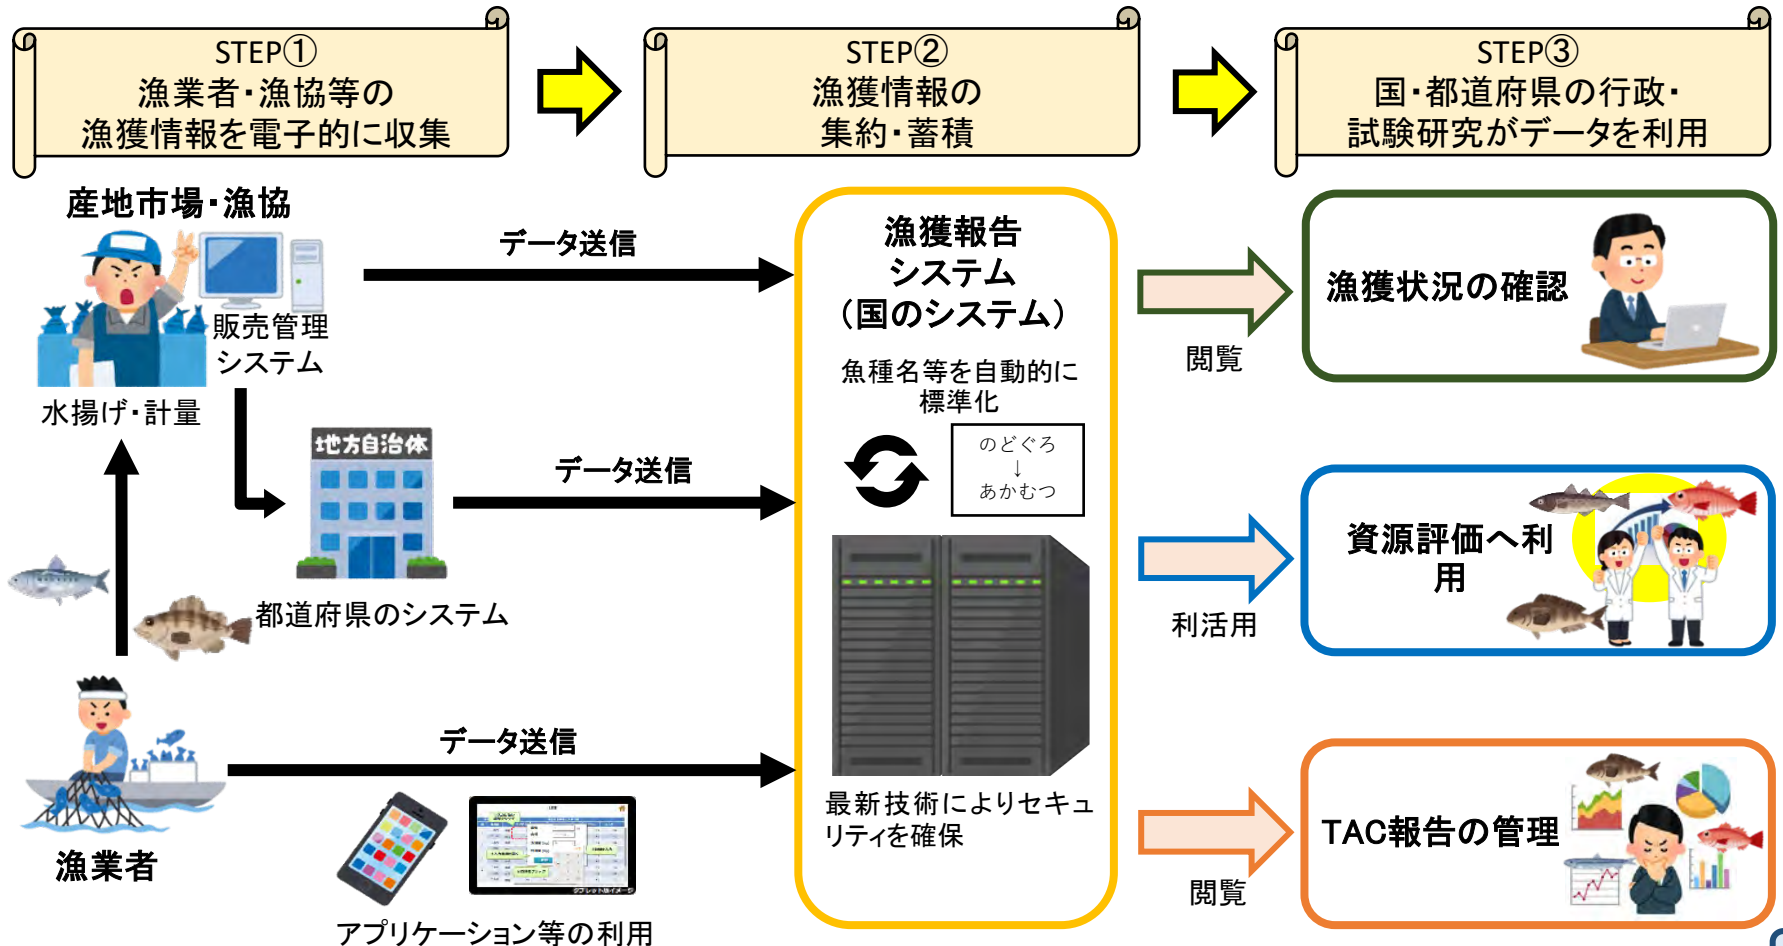 STEP①
漁業者・漁協等の
漁獲情報を電子的に収集
STEP②
漁獲情報の
集約・蓄積
STEP③
国・都道府県の行政・
試験研究がデータを利用
産地市場・漁協
販売管理
システム
水揚げ・計量
データ送信
地方自治体
都道府県のシステム
データ送信
漁業者
データ送信
タブレット版イメージ
アプリケーション等の利用
漁獲報告
システム
（国のシステム）
魚種名等を自動的に
標準化
のどぐろ
↓
あかむつ
最新技術によりセキュ
リティを確保
閲覧
漁獲状況の確認
利活用
資源評価へ利
用
閲覧
TAC報告の管理